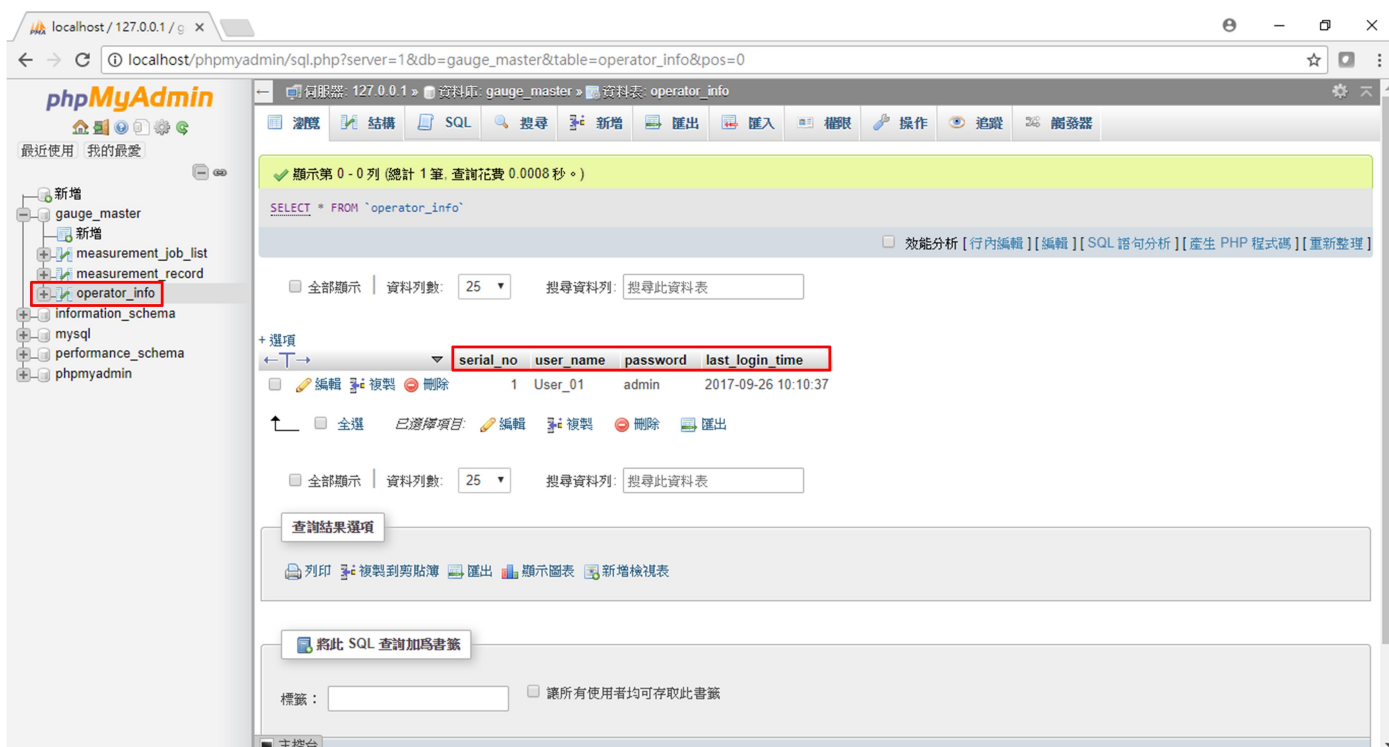 localhost / 127.0.0.1 / g
localhost/phpmyadmin/sql.php?server=1&db=gauge_master&table=operator_info&pos=0
phpMyAdmin
最近使用 我的最愛
新增
gauge_master
新增
measurement_job_list
measurement_record
operator_info
information_schema
mysql
performance_schema
phpmyadmin
伺服器: 127.0.0.1 » 資料庫: gauge_master » 資料表: operator_info
瀏覽 結構 SQL 搜尋 新增 匯出 匯入 權限 操作 追蹤 觸發器
顯示第 0 - 0 列 (總計 1 筆, 查詢花費 0.0008 秒。)
SELECT * FROM `operator_info`
效能分析 [ 行內編輯 ] [ 編輯 ] [ SQL 語句分析 ] [ 產生 PHP 程式碼 ] [ 重新整理 ]
全部顯示 | 資料列數: 25 搜尋資料列: 搜尋此資料表
+ 選項
←T→ serial_no user_name password last_login_time
編輯 複製 刪除 1 User_01 admin 2017-09-26 10:10:37
全選 已選擇項目: 編輯 複製 刪除 匯出
全部顯示 | 資料列數: 25 搜尋資料列: 搜尋此資料表
查詢結果選項
列印 複製到剪貼簿 匯出 顯示圖表 新增檢視表
將此 SQL 查詢加為書籤
標籤： 讓所有使用者均可存取此書籤
主控台